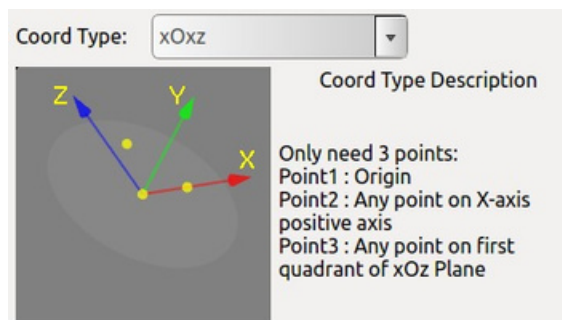 Coord Type: xOxz
Coord Type Description
Z
Y
X
Only need 3 points:
Point1 : Origin
Point2 : Any point on X-axis
positive axis
Point3 : Any point on first
quadrant of xOz Plane